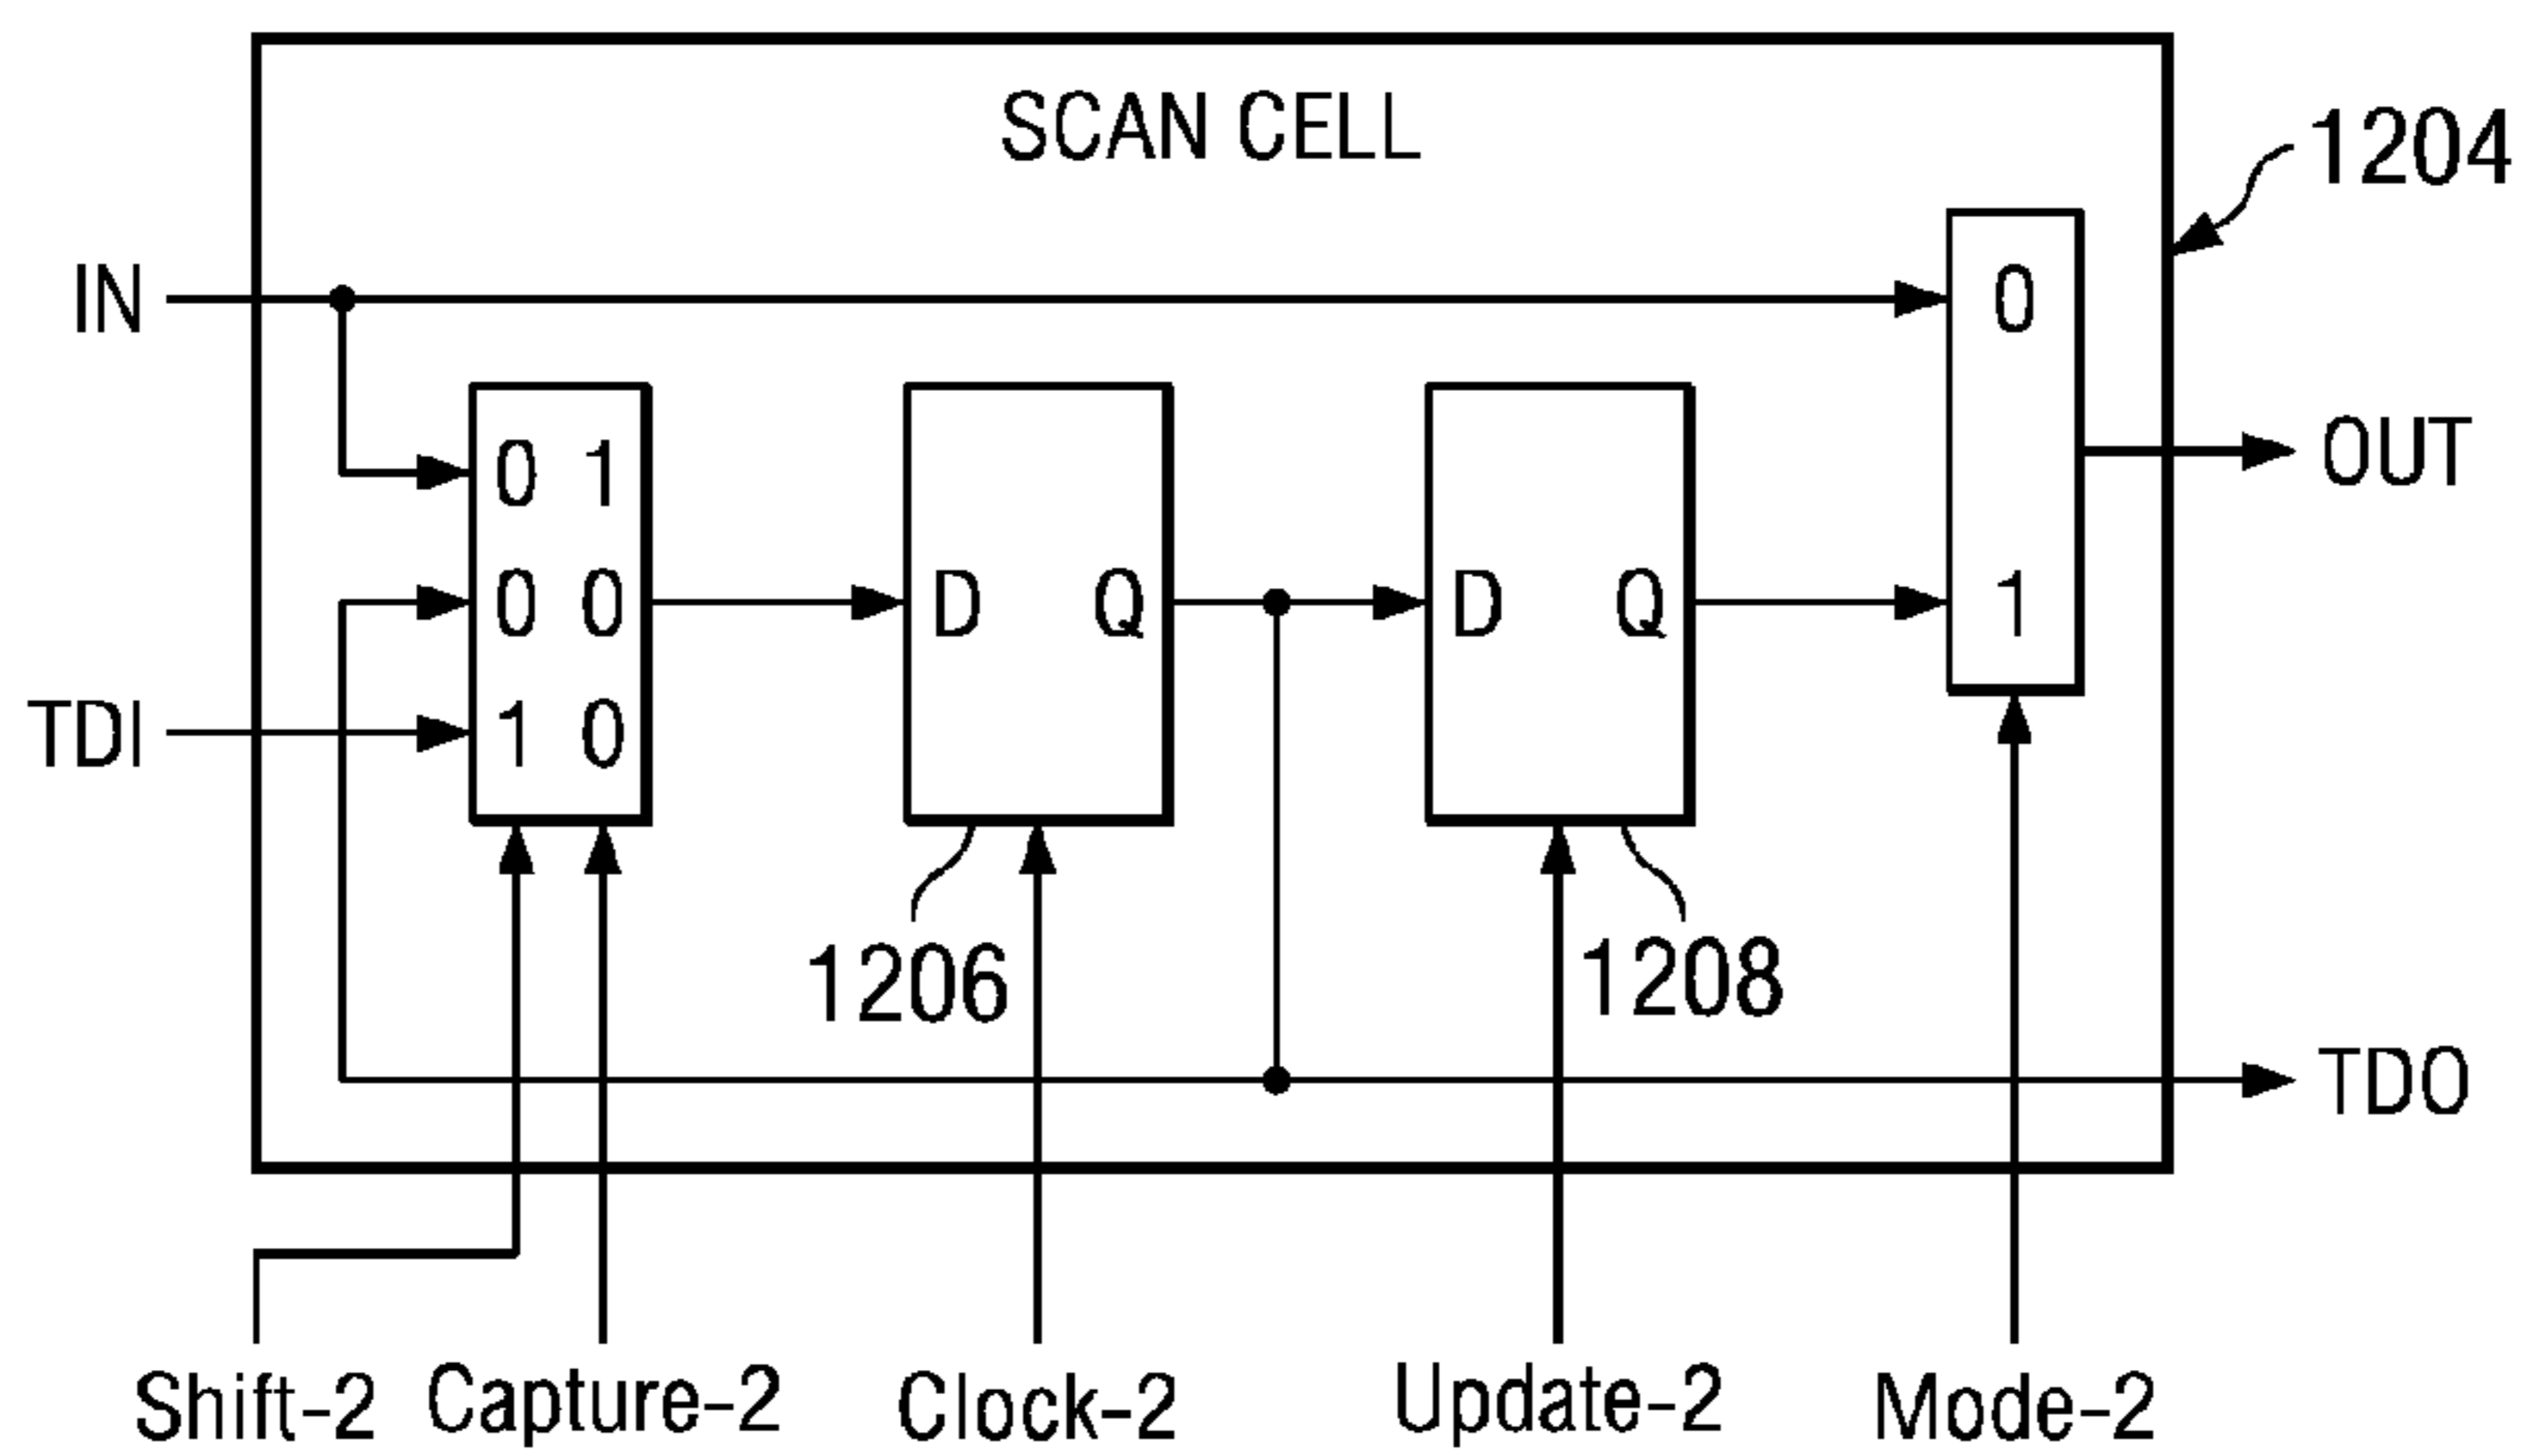 SCAN CELL
1204
IN
0
0 1
OUT
0 0
D Q
D Q
1
TDI
1 0
1206
1208
TDO
Shift-2
Capture-2
Clock-2
Update-2
Mode-2